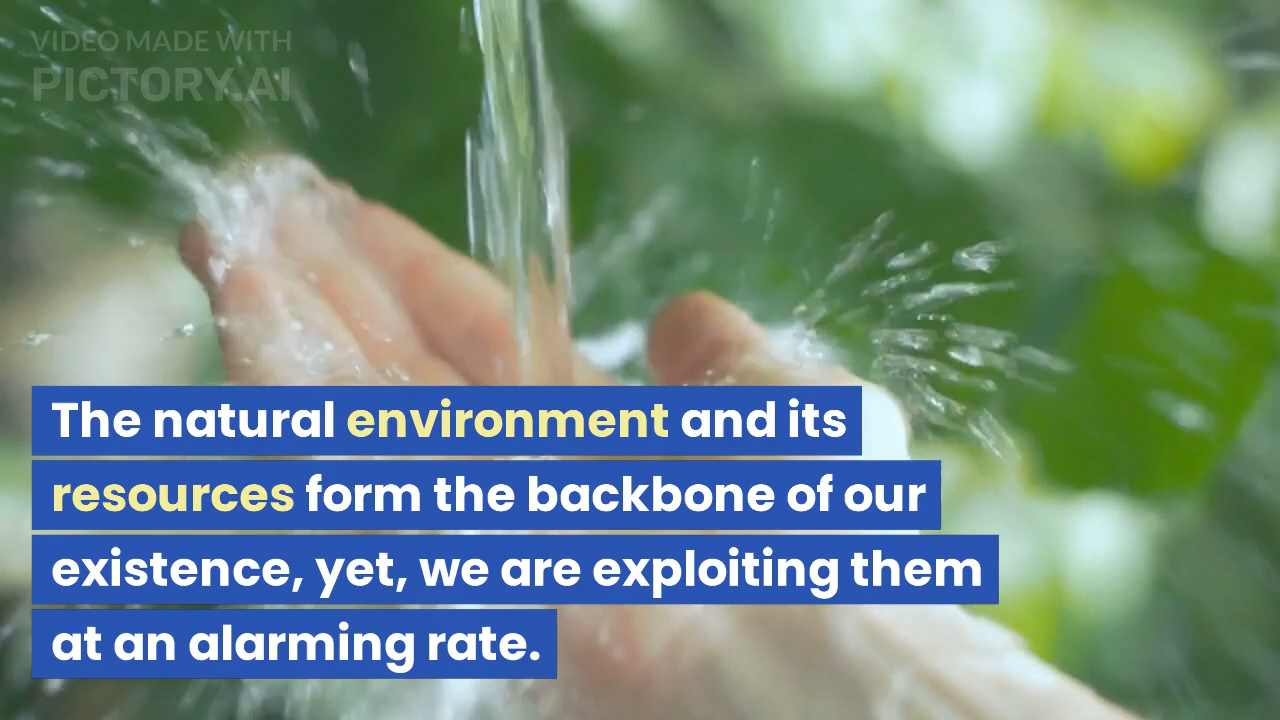 VIDEO MADE WITH
PICTORY.AI
The natural environment and its
resources form the backbone of our
existence, yet, we are exploiting them
at an alarming rate.